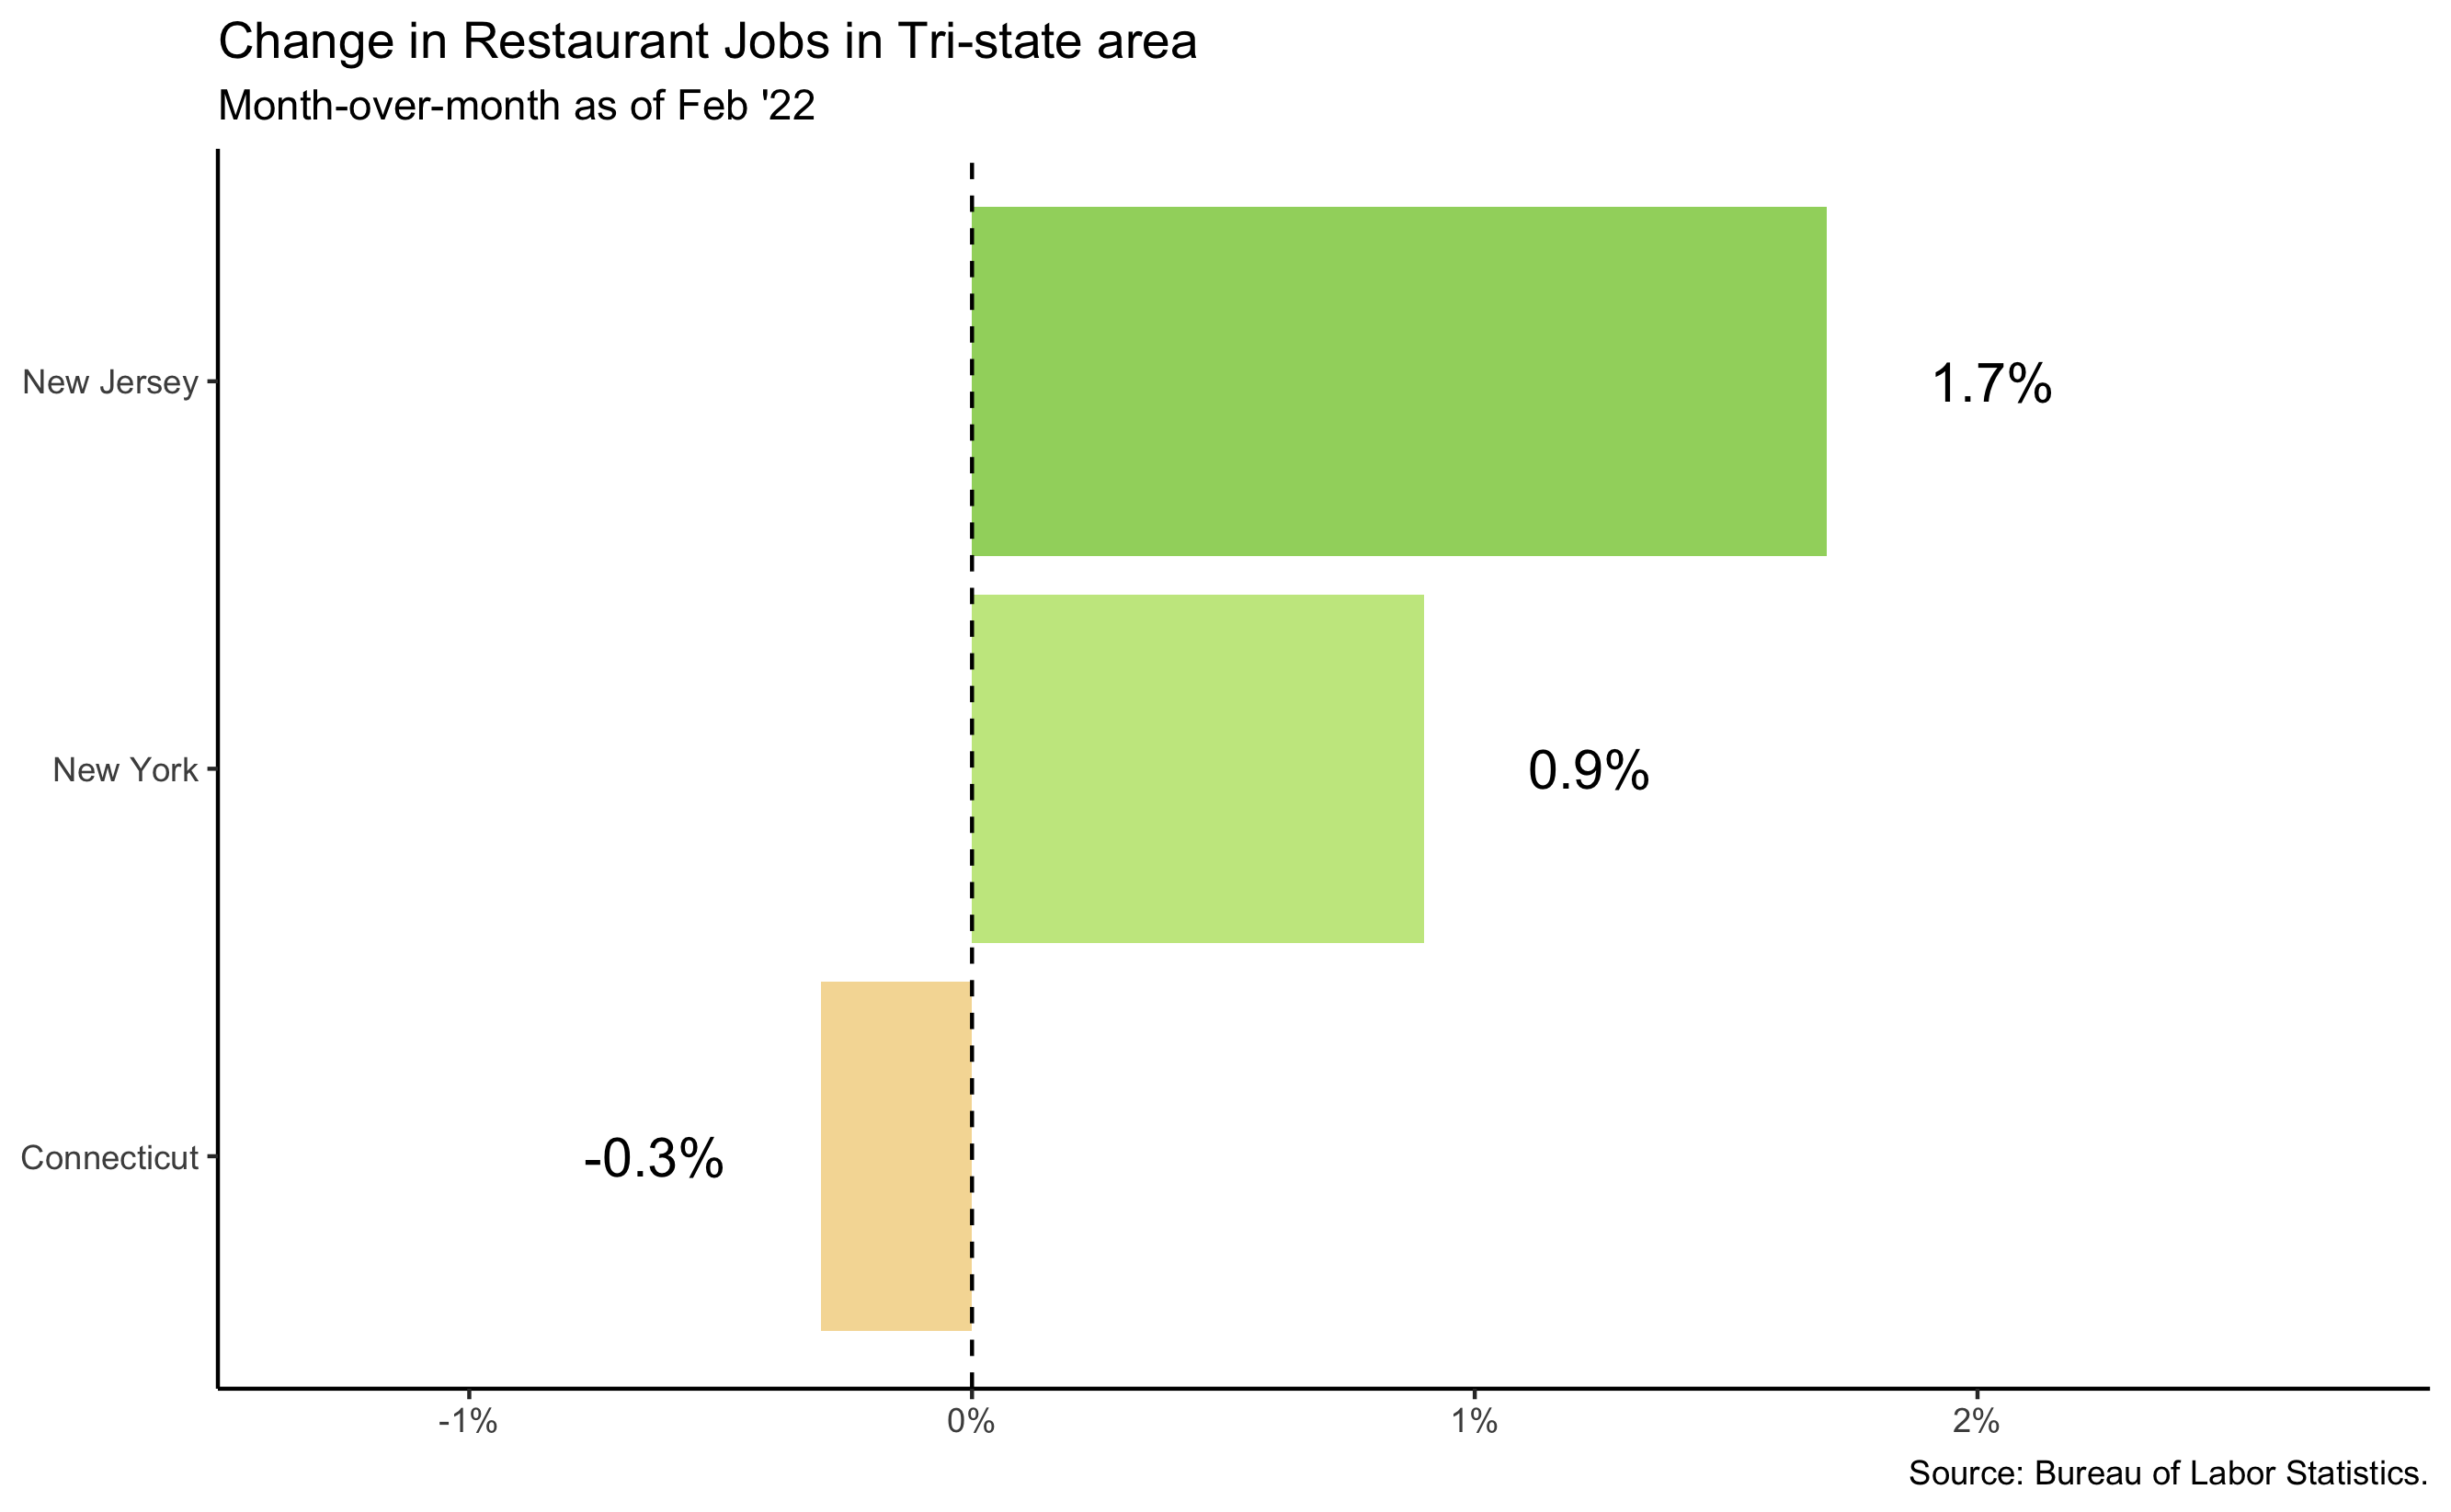 Change in Restaurant Jobs in Tri-state area
Month-over-month as of Feb '22
New Jersey
1.7%
New York
0.9%
Connecticut
-0.3%
-1%
0%
1%
2%
Source: Bureau of Labor Statistics.